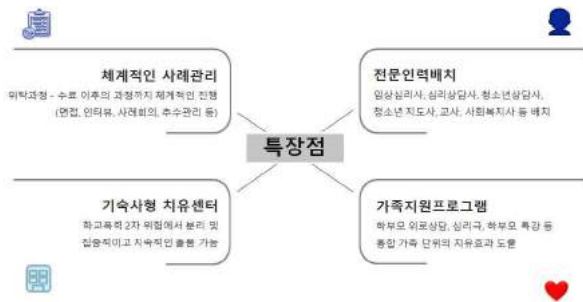 체계적인 사례관리
위탁과정 - 수료 이후의 과정까지 체계적인 진행
(면접, 인터뷰, 사례회의, 추수관리 등)
전문인력배치
임상심리사, 심리상담사, 청소년상담사,
청소년 지도사, 교사, 사회복지사 등 배치
특장점
기숙사형 치유센터
학교폭력 2차 위험에서 분리 및
집중적이고 지속적인 돌봄 가능
가족지원프로그램
학부모 위로상담, 심리극, 학부모 특강 등
통합 가족 단위의 치유효과 도출